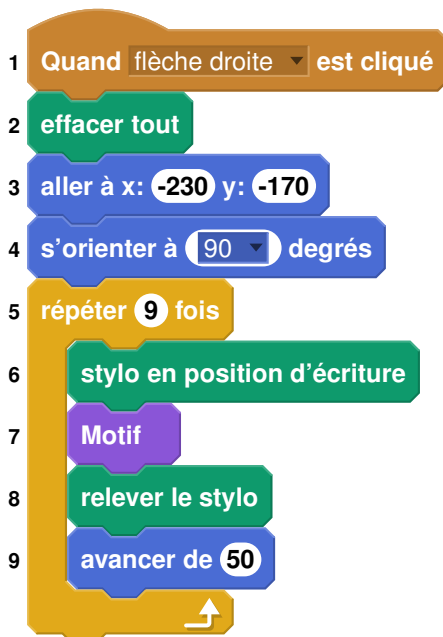 1 Quand flèche droite est cliqué
2 effacer tout
3 aller à x: -230 y: -170
4 s'orienter à 90 degrés
5 répéter 9 fois
6 stylo en position d'écriture
7 Motif
8 relever le stylo
9 avancer de 50